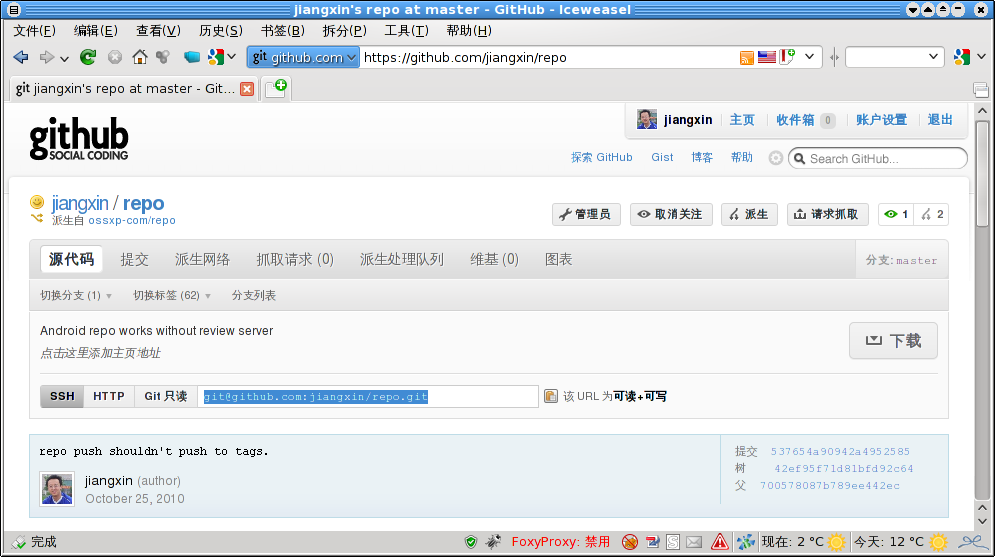 jiangxin's repo at master - GitHub - Iceweasel
文件(F) 编辑(E) 查看(V) 历史(S) 书签(B) 拆分(P) 工具(T) 帮助(H)
git github.com https://github.com/jiangxin/repo
git jiangxin's repo at master - Git...
github
SOCIAL CODING
jiangxin 主页 收件箱 0 账户设置 退出
探索 GitHub Gist 博客 帮助 Search GitHub...
jiangxin / repo
派生自 ossxp-com/repo
管理员 取消关注 派生 请求抓取 1 2
源代码 提交 派生网络 抓取请求 (0) 派生处理队列 维基 (0) 图表 分支: master
切换分支 (1) 切换标签 (62) 分支列表
Android repo works without review server
点击这里添加主页地址
下载
SSH HTTP Git 只读 git@github.com:jiangxin/repo.git 该 URL 为可读+可写
repo push shouldn't push to tags.
jiangxin (author)
October 25, 2010
提交 537654a90942a4952585
树 42ef95f71d81bfd92c64
父 700578087b789ee442ec
完成 FoxyProxy: 禁用 现在: 2 °C 今天: 12 °C